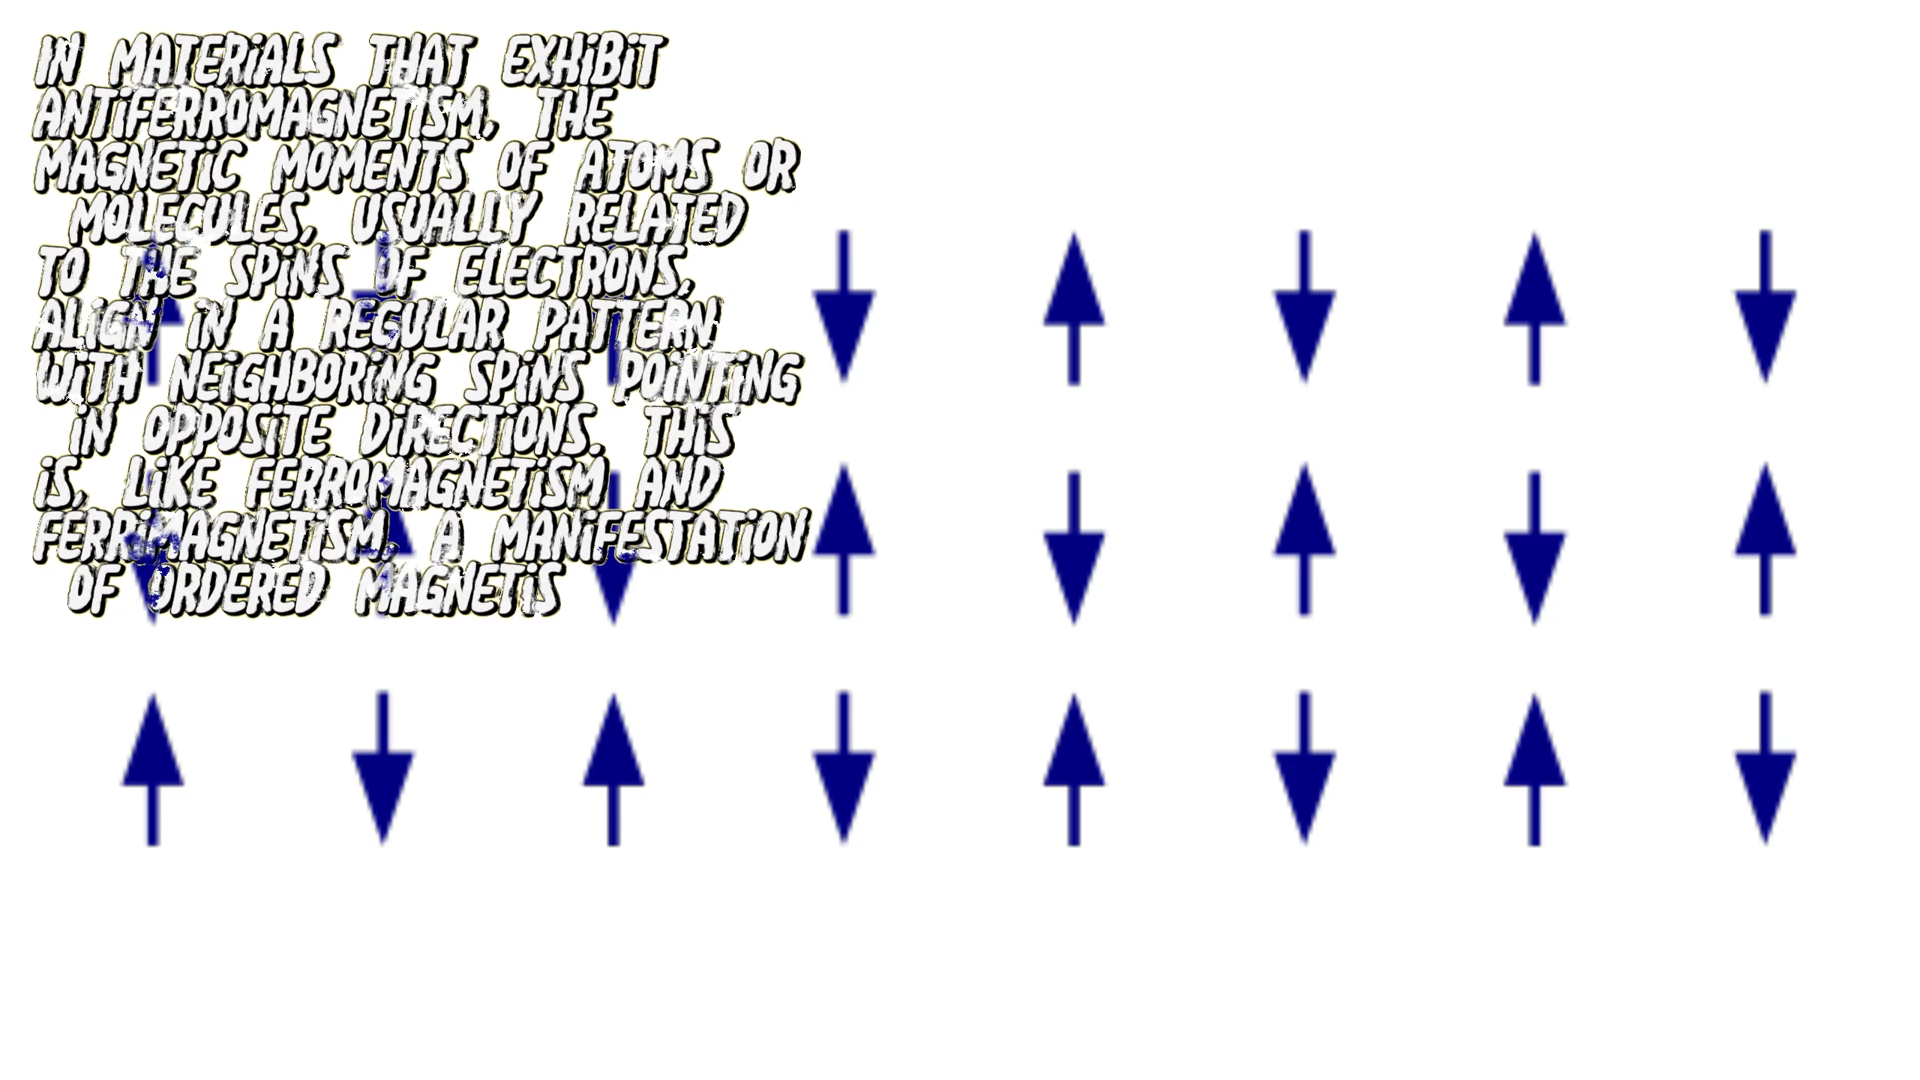 IN MATERIALS THAT EXHIBIT
ANTIFERROMAGNETISM, THE
MAGNETIC MOMENTS OF ATOMS OR
MOLECULES, USUALLY RELATED
TO THE SPINS OF ELECTRONS,
ALIGN IN A REGULAR PATTERN
WITH NEIGHBORING SPINS POINTING
IN OPPOSITE DIRECTIONS. THIS
IS, LIKE FERROMAGNETISM AND
FERRIMAGNETISM, A MANIFESTATION
OF ORDERED MAGNETIS